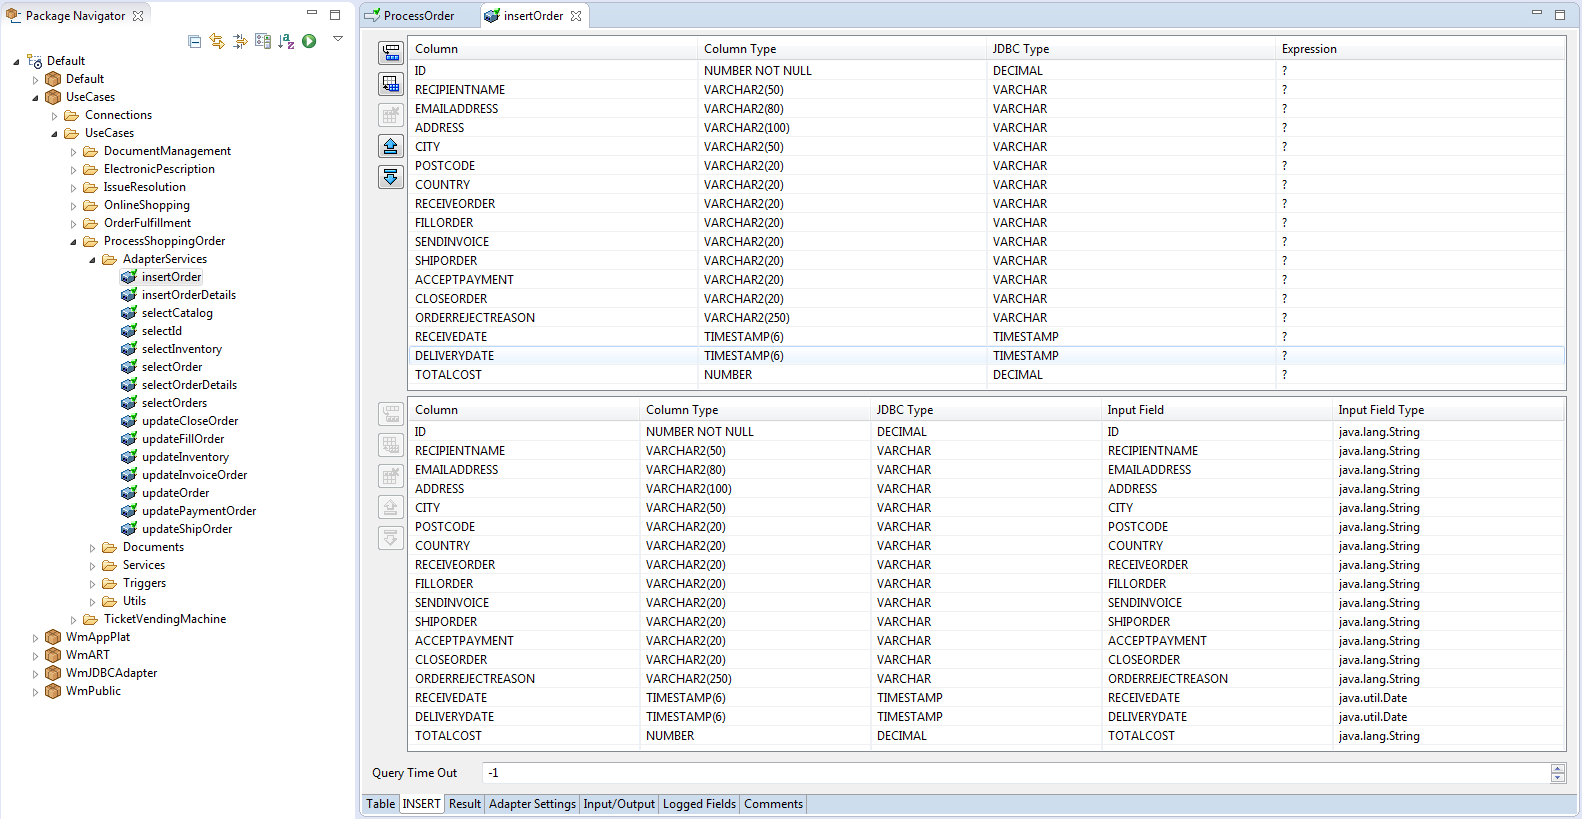 Package Navigator
Default
Default
UseCases
Connections
UseCases
DocumentManagement
ElectronicPescription
IssueResolution
OnlineShopping
OrderFulfillment
ProcessShoppingOrder
AdapterServices
insertOrder
insertOrderDetails
selectCatalog
selectId
selectInventory
selectOrder
selectOrderDetails
selectOrders
updateCloseOrder
updateFillOrder
updateInventory
updateInvoiceOrder
updateOrder
updatePaymentOrder
updateShipOrder
Documents
Services
Triggers
Utils
TicketVendingMachine
WmAppPlat
WmART
WmJDBCAdapter
WmPublic
ProcessOrder insertOrder
Column Column Type JDBC Type Expression
ID NUMBER NOT NULL DECIMAL ?
RECIPIENTNAME VARCHAR2(50) VARCHAR ?
EMAILADDRESS VARCHAR2(80) VARCHAR ?
ADDRESS VARCHAR2(100) VARCHAR ?
CITY VARCHAR2(50) VARCHAR ?
POSTCODE VARCHAR2(20) VARCHAR ?
COUNTRY VARCHAR2(20) VARCHAR ?
RECEIVEORDER VARCHAR2(20) VARCHAR ?
FILLORDER VARCHAR2(20) VARCHAR ?
SENDINVOICE VARCHAR2(20) VARCHAR ?
SHIPORDER VARCHAR2(20) VARCHAR ?
ACCEPTPAYMENT VARCHAR2(20) VARCHAR ?
CLOSEORDER VARCHAR2(20) VARCHAR ?
ORDERREJECTREASON VARCHAR2(250) VARCHAR ?
RECEIVEDATE TIMESTAMP(6) TIMESTAMP ?
DELIVERYDATE TIMESTAMP(6) TIMESTAMP ?
TOTALCOST NUMBER DECIMAL ?
Column Column Type JDBC Type Input Field Input Field Type
ID NUMBER NOT NULL DECIMAL ID java.lang.String
RECIPIENTNAME VARCHAR2(50) VARCHAR RECIPIENTNAME java.lang.String
EMAILADDRESS VARCHAR2(80) VARCHAR EMAILADDRESS java.lang.String
ADDRESS VARCHAR2(100) VARCHAR ADDRESS java.lang.String
CITY VARCHAR2(50) VARCHAR CITY java.lang.String
POSTCODE VARCHAR2(20) VARCHAR POSTCODE java.lang.String
COUNTRY VARCHAR2(20) VARCHAR COUNTRY java.lang.String
RECEIVEORDER VARCHAR2(20) VARCHAR RECEIVEORDER java.lang.String
FILLORDER VARCHAR2(20) VARCHAR FILLORDER java.lang.String
SENDINVOICE VARCHAR2(20) VARCHAR SENDINVOICE java.lang.String
SHIPORDER VARCHAR2(20) VARCHAR SHIPORDER java.lang.String
ACCEPTPAYMENT VARCHAR2(20) VARCHAR ACCEPTPAYMENT java.lang.String
CLOSEORDER VARCHAR2(20) VARCHAR CLOSEORDER java.lang.String
ORDERREJECTREASON VARCHAR2(250) VARCHAR ORDERREJECTREASON java.lang.String
RECEIVEDATE TIMESTAMP(6) TIMESTAMP RECEIVEDATE java.util.Date
DELIVERYDATE TIMESTAMP(6) TIMESTAMP DELIVERYDATE java.util.Date
TOTALCOST NUMBER DECIMAL TOTALCOST java.lang.String
Query Time Out -1
Table INSERT Result Adapter Settings Input/Output Logged Fields Comments